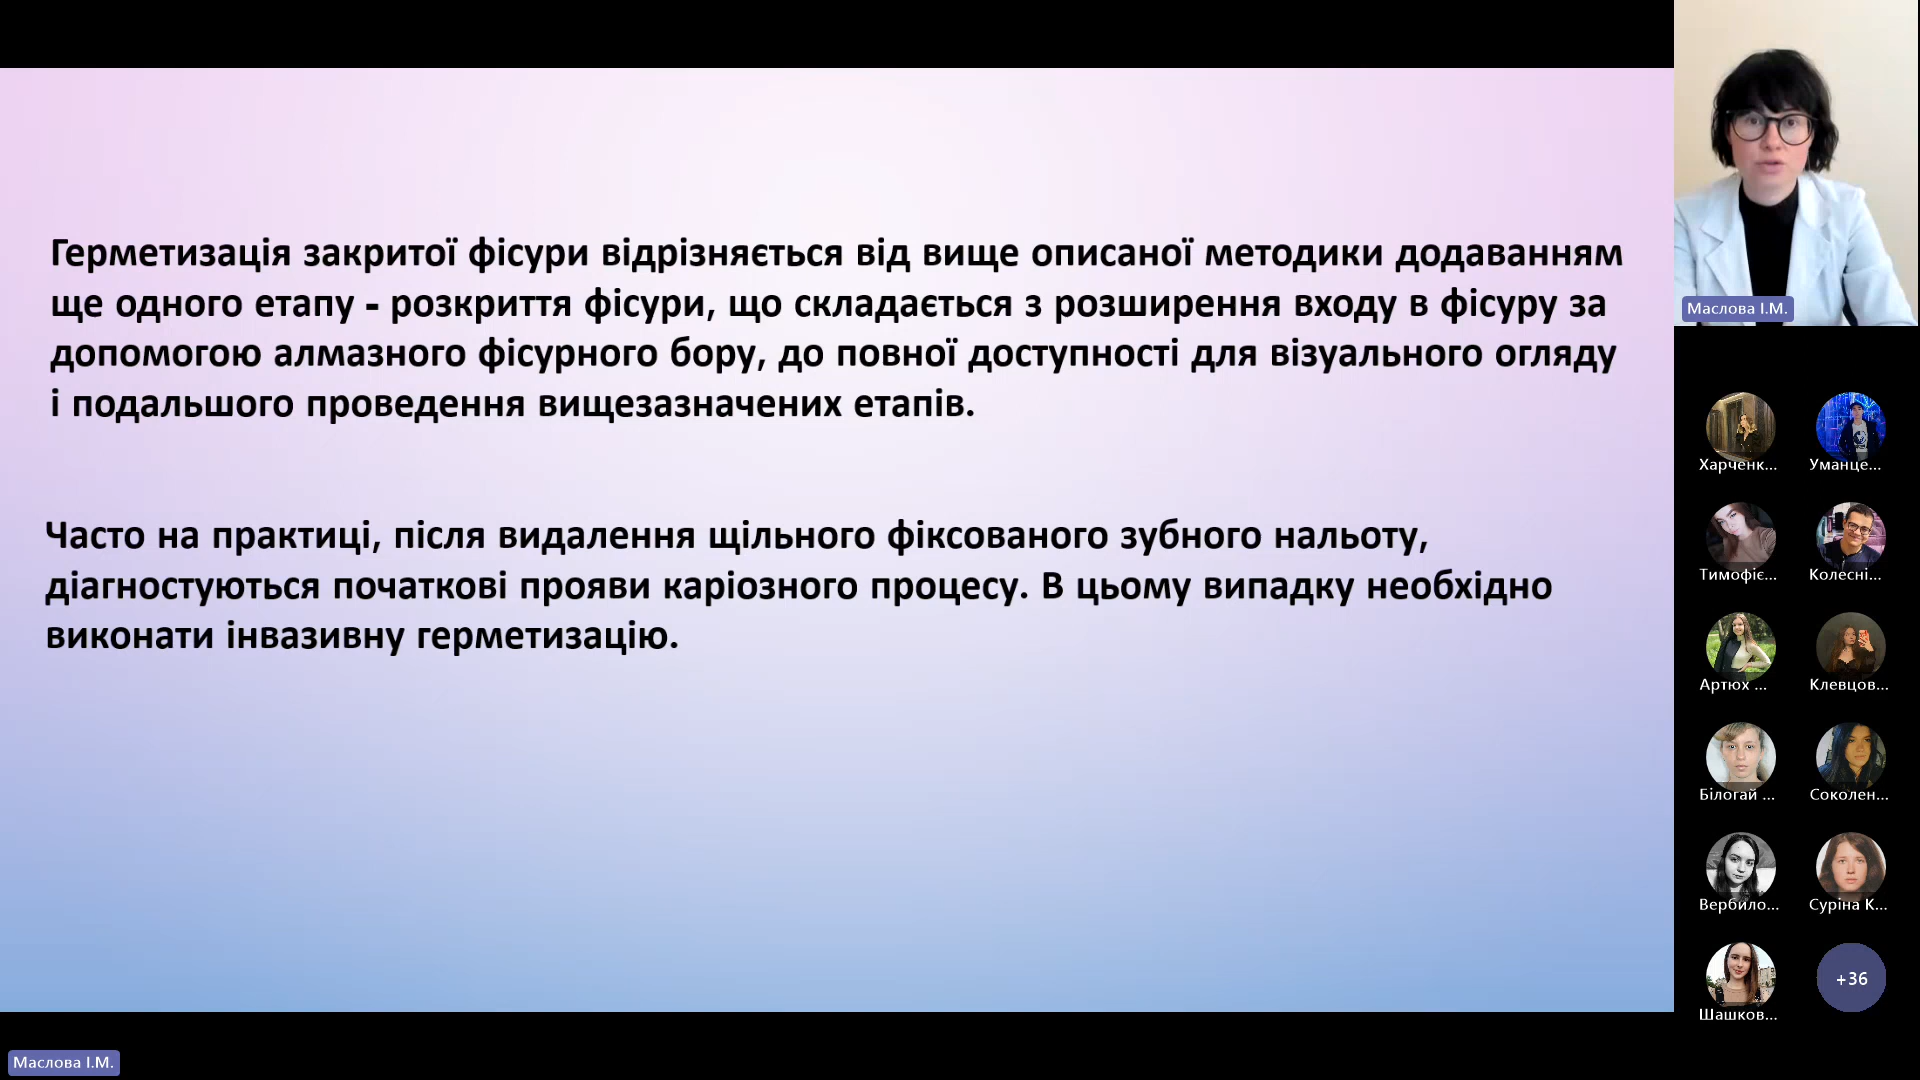 Герметизація закритої фісури відрізняється від вище описаної методики додаванням
ще одного етапу - розкриття фісури, що складається з розширення входу в фісуру за
допомогою алмазного фісурного бору, до повної доступності для візуального огляду
і подальшого проведення вищезазначених етапів.
Часто на практиці, після видалення щільного фіксованого зубного нальоту,
діагностуються початкові прояви каріозного процесу. В цьому випадку необхідно
виконати інвазивну герметизацію.
Маслова І.М.
Харченк...
Уманце...
Тимофіє...
Колесні...
Артюх ...
Клевцов...
Білогай ...
Соколен...
Вербило...
Суріна К...
Шашков...
+36
Маслова І.М.